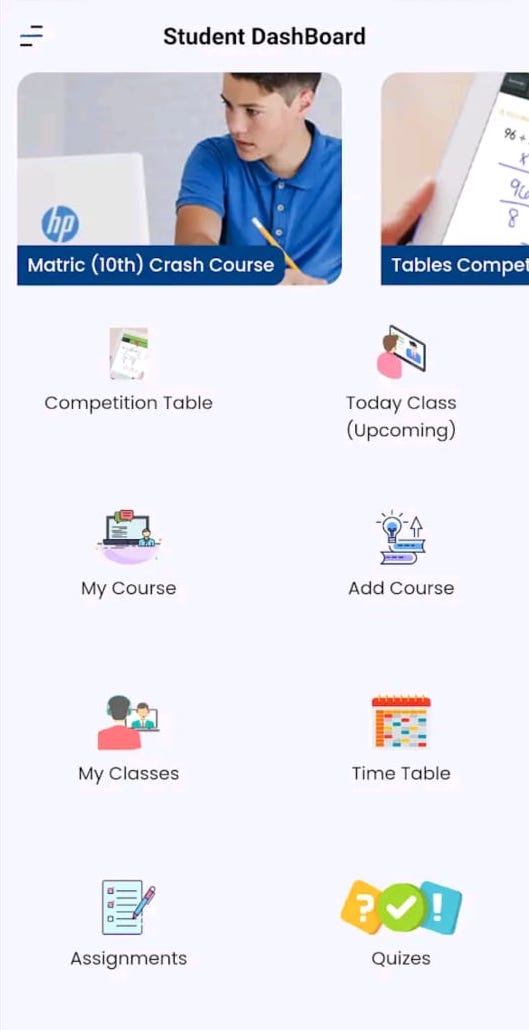 Student DashBoard
hp
Matric (10th) Crash Course
96 +
x
96
8
Tables Compet
Competition Table
Today Class
(Upcoming)
My Course
Add Course
My Classes
Time Table
Assignments
? !
Quizes